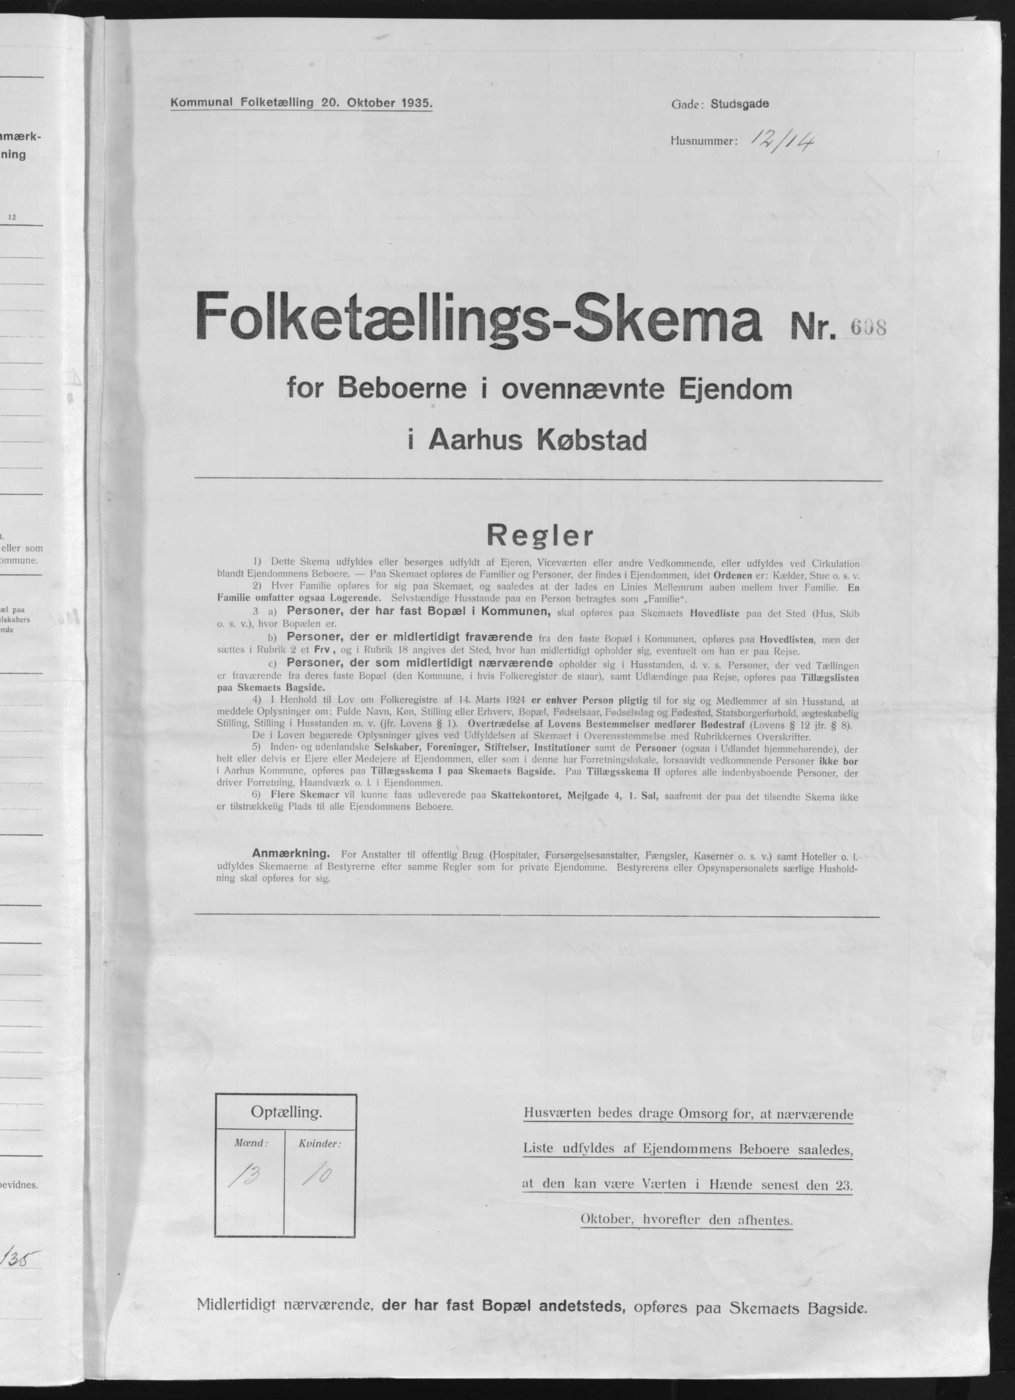 nmærk-
ning
12
eller som
ommune.
æl paa
elskabers
nde
bevidnes.
135
Kommunal Folketælling 20. Oktober 1935.
Gade: Studsgade
Husnummer: 12/14
Folketællings-Skema Nr. 608
for Beboerne i ovennævnte Ejendom
i Aarhus Købstad
Regler
1) Dette Skema udfyldes eller besørges udfyldt af Ejeren, Viceværten eller andre Vedkommende, eller udfyldes ved Cirkulation
blandt Ejendommens Beboere. — Paa Skemaet opføres de Familier og Personer, der findes i Ejendommen, idet Ordenen er: Kælder, Stue o. s. v.
2) Hver Familie opføres for sig paa Skemaet, og saaledes at der lades en Linies Mellemrum aaben mellem hver Familie. En
Familie omfatter ogsaa Logerende. Selvstændige Husstande paa en Person betragtes som „Familie“.
3 a) Personer, der har fast Bopæl i Kommunen, skal opføres paa Skemaets Hovedliste paa det Sted (Hus, Skib
o. s. v.), hvor Bopælen er.
b) Personer, der er midlertidigt fraværende fra den faste Bopæl i Kommunen, opføres paa Hovedlisten, men der
sættes i Rubrik 2 et Frv, og i Rubrik 18 angives det Sted, hvor han midlertidigt opholder sig, eventuelt om han er paa Rejse.
c) Personer, der som midlertidigt nærværende opholder sig i Husstanden, d. v. s. Personer, der ved Tællingen
er fraværende fra deres faste Bopæl (den Kommune, i hvis Folkeregister de staar), samt Udlændinge paa Rejse, opføres paa Tillægslisten
paa Skemaets Bagside.
4) I Henhold til Lov om Folkeregistre af 14. Marts 1924 er enhver Person pligtig til for sig og Medlemmer af sin Husstand, at
meddele Oplysninger om: Fulde Navn, Køn, Stilling eller Erhverv, Bopæl, Fødselsaar, Fødselsdag og Fødested, Statsborgerforhold, ægteskabelig
Stilling, Stilling i Husstanden m. v. (jfr. Lovens § 1). Overtrædelse af Lovens Bestemmelser medfører Bødestraf (Lovens § 12 jfr. § 8).
De i Loven begærede Oplysninger gives ved Udfyldelsen af Skemaet i Overensstemmelse med Rubrikkernes Overskrifter.
5) Inden- og udenlandske Selskaber, Foreninger, Stiftelser, Institutioner samt de Personer (ogsaa i Udlandet hjemmehørende), der
helt eller delvis er Ejere eller Medejere af Ejendommen, eller som i denne har Forretningslokale, forsaavidt vedkommende Personer ikke bor
i Aarhus Kommune, opføres paa Tillægsskema I paa Skemaets Bagside. Paa Tillægsskema II opføres alle indenbysboende Personer, der
driver Forretning, Haandværk o. l. i Ejendommen.
6) Flere Skemaer vil kunne faas udleverede paa Skattekontoret, Mejlgade 4, 1. Sal, saafremt der paa det tilsendte Skema ikke
er tilstrækkelig Plads til alle Ejendommens Beboere.
Anmærkning. For Anstalter til offentlig Brug (Hospitaler, Forsørgelsesanstalter, Fængsler, Kaserner o. s. v.) samt Hoteller o. l.
udfyldes Skemaerne af Bestyrerne efter samme Regler som for private Ejendomme. Bestyrerens eller Opsynspersonalets særlige Hushold-
ning skal opføres for sig.
Optælling.
Mænd: Kvinder:
13 10
Husværten bedes drage Omsorg for, at nærværende
Liste udfyldes af Ejendommens Beboere saaledes,
at den kan være Værten i Hænde senest den 23.
Oktober, hvorefter den afhentes.
Midlertidigt nærværende, der har fast Bopæl andetsteds, opføres paa Skemaets Bagside.